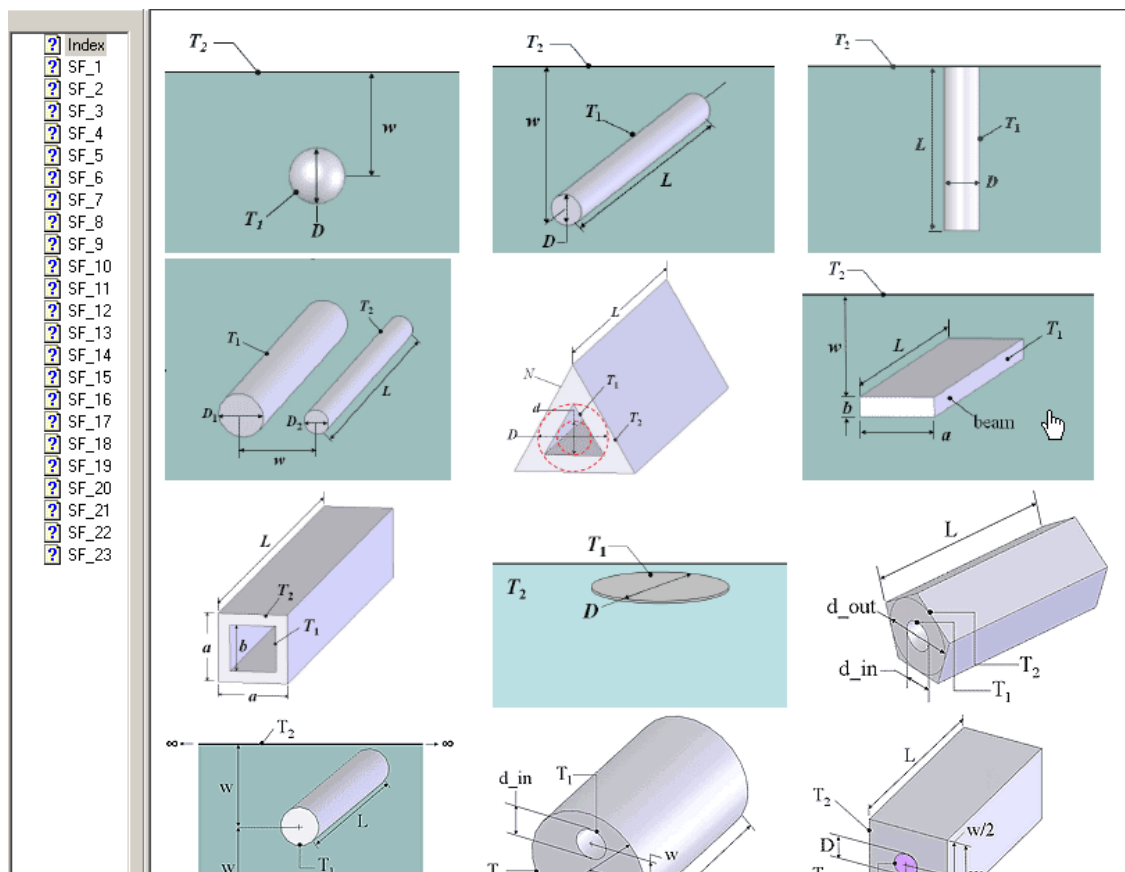 Index
SF_1
SF_2
SF_3
SF_4
SF_5
SF_6
SF_7
SF_8
SF_9
SF_10
SF_11
SF_12
SF_13
SF_14
SF_15
SF_16
SF_17
SF_18
SF_19
SF_20
SF_21
SF_22
SF_23
T2
w
T1
D
T2
w
T1
L
D
T2
L
T1
D
T2
T1
L
D1
D2
w
L
N
T1
d
D
T2
T2
w
L
T1
b
a
beam
L
T2
T1
a
b
a
T1
T2
D
L
d_out
d_in
T2
T1
T2
∞
∞
w
L
w
T1
d_in
T1
w
L
T2
w/2
D